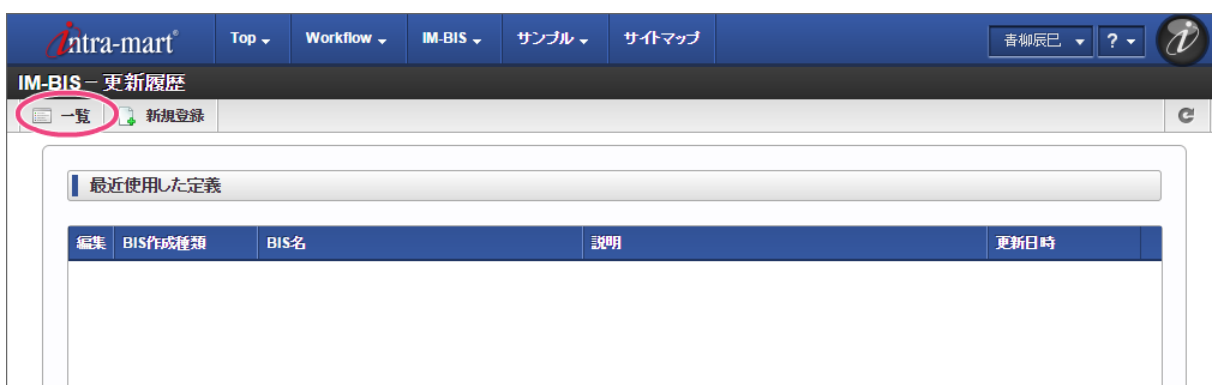 intra-mart® Top Workflow IM-BIS サンプル サイトマップ 青柳辰巳 ?
IM-BIS － 更新履歴
一覧 新規登録
最近使用した定義
編集 BIS作成種類 BIS名 説明 更新日時